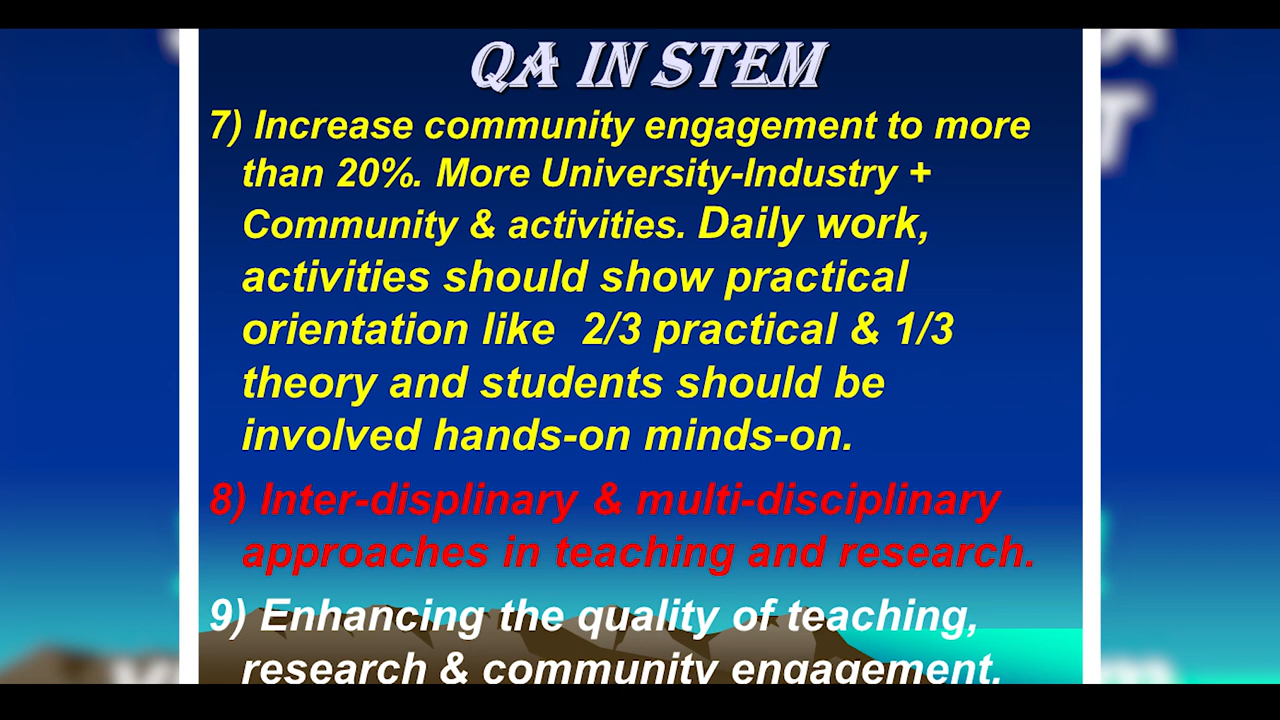 QA IN STEM
7) Increase community engagement to more
than 20%. More University-Industry +
Community & activities. Daily work,
activities should show practical
orientation like 2/3 practical & 1/3
theory and students should be
involved hands-on minds-on.
8) Inter-displinary & multi-disciplinary
approaches in teaching and research.
9) Enhancing the quality of teaching,
research & community engagement.